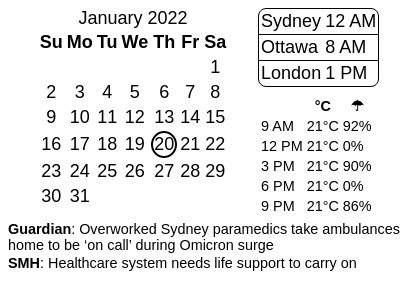 January 2022
Su Mo Tu We Th Fr Sa
1
2 3 4 5 6 7 8
9 10 11 12 13 14 15
16 17 18 19 20 21 22
23 24 25 26 27 28 29
30 31
Sydney 12 AM
Ottawa 8 AM
London 1 PM
°C ☂
9 AM 21°C 92%
12 PM 21°C 0%
3 PM 21°C 90%
6 PM 21°C 0%
9 PM 21°C 86%
Guardian: Overworked Sydney paramedics take ambulances
home to be ‘on call’ during Omicron surge
SMH: Healthcare system needs life support to carry on